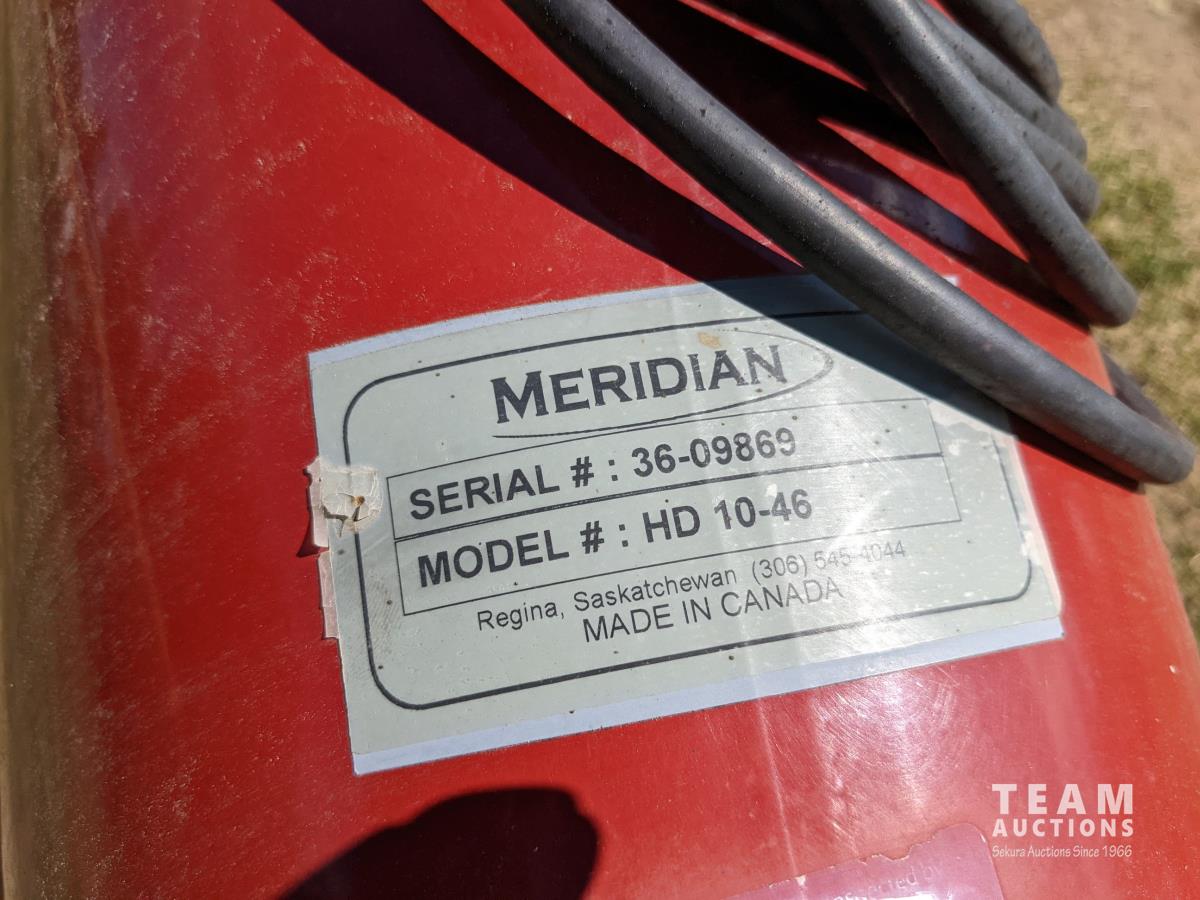 MERIDIAN
SERIAL # : 36-09869
MODEL # : HD 10-46
Regina, Saskatchewan (306) 545-4044
MADE IN CANADA
TEAM
AUCTIONS
Sekura Auctions Since 1966
by